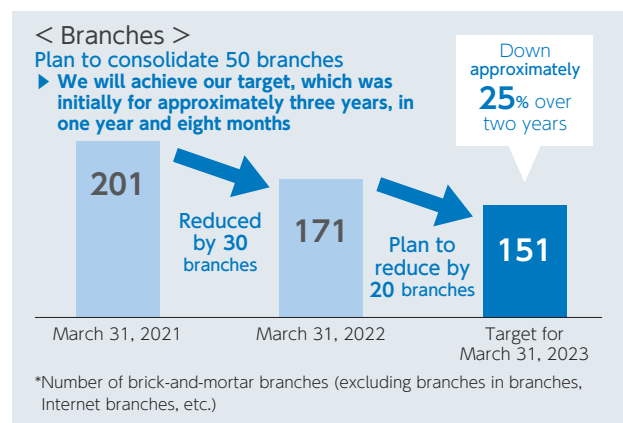 < Branches >
Plan to consolidate 50 branches
▶ We will achieve our target, which was
initially for approximately three years, in
one year and eight months
Down
approximately
25% over
two years
201
Reduced
by 30
branches
171
Plan to
reduce by
20 branches
151
March 31, 2021
March 31, 2022
Target for
March 31, 2023
*Number of brick-and-mortar branches (excluding branches in branches,
Internet branches, etc.)